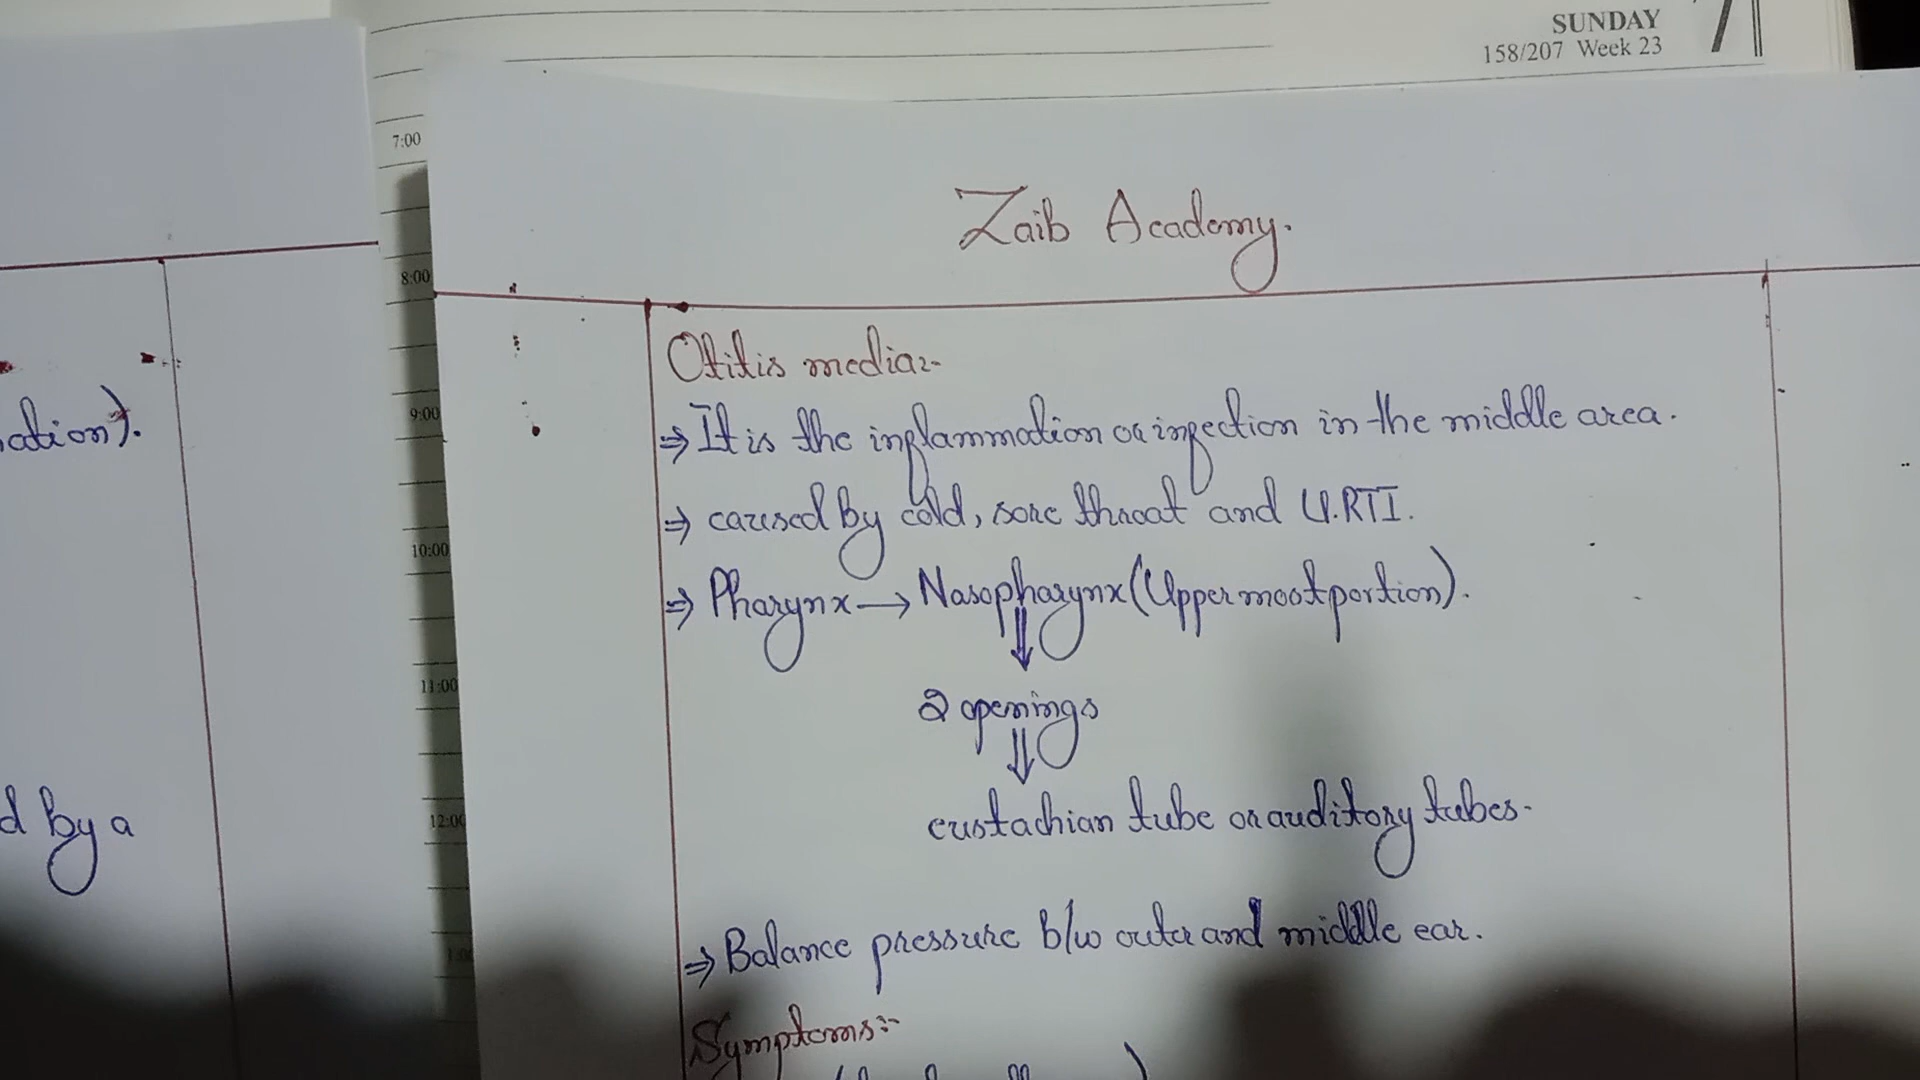 SUNDAY 7
158/207 Week 23
7:00
8:00
9:00
10:00
11:00
12:00
ation).
d by a
Zaib Academy.
Otitis media:-
⇒ It is the inflammation or infection in the middle area.
⇒ caused by cold, sore throat and U.RTI.
⇒ Pharynx → Nasopharynx (Upper most portion).
⇓
2 openings
⇓
eustachian tube or auditory tubes-
⇒ Balance pressure b/w outer and middle ear.
Symptoms:-